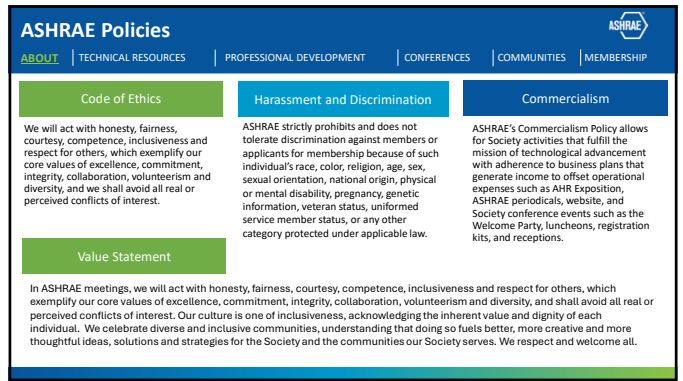 ASHRAE Policies
ASHRAE
ABOUT
TECHNICAL RESOURCES
PROFESSIONAL DEVELOPMENT
CONFERENCES
COMMUNITIES
MEMBERSHIP
Code of Ethics
We will act with honesty, fairness,
courtesy, competence, inclusiveness and
respect for others, which exemplify our
core values of excellence, commitment,
integrity, collaboration, volunteerism and
diversity, and we shall avoid all real or
perceived conflicts of interest.
Harassment and Discrimination
ASHRAE strictly prohibits and does not
tolerate discrimination against members or
applicants for membership because of such
individual's race, color, religion, age, sex,
sexual orientation, national origin, physical
or mental disability, pregnancy, genetic
information, veteran status, uniformed
service member status, or any other
category protected under applicable law.
Commercialism
ASHRAE's Commercialism Policy allows
for Society activities that fulfill the
mission of technological advancement
with adherence to business plans that
generate income to offset operational
expenses such as AHR Exposition,
ASHRAE periodicals, website, and
Society conference events such as the
Welcome Party, luncheons, registration
kits, and receptions.
Value Statement
In ASHRAE meetings, we will act with honesty, fairness, courtesy, competence, inclusiveness and respect for others, which
exemplify our core values of excellence, commitment, integrity, collaboration, volunteerism and diversity, and shall avoid all real or
perceived conflicts of interest. Our culture is one of inclusiveness, acknowledging the inherent value and dignity of each
individual. We celebrate diverse and inclusive communities, understanding that doing so fuels better, more creative and more
thoughtful ideas, solutions and strategies for the Society and the communities our Society serves. We respect and welcome all.